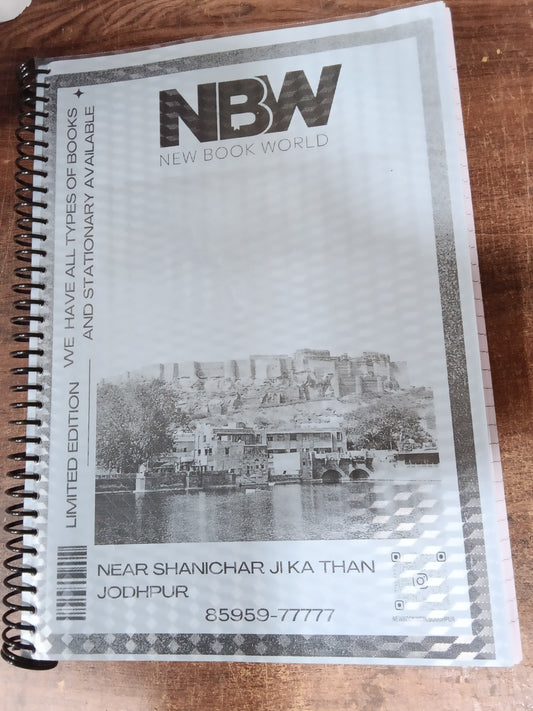 NBW
NEW BOOK WORLD
WE HAVE ALL TYPES OF BOOKS
AND STATIONARY AVAILABLE
LIMITED EDITION
NEAR SHANICHAR JI KA THAN
JODHPUR
85959-77777